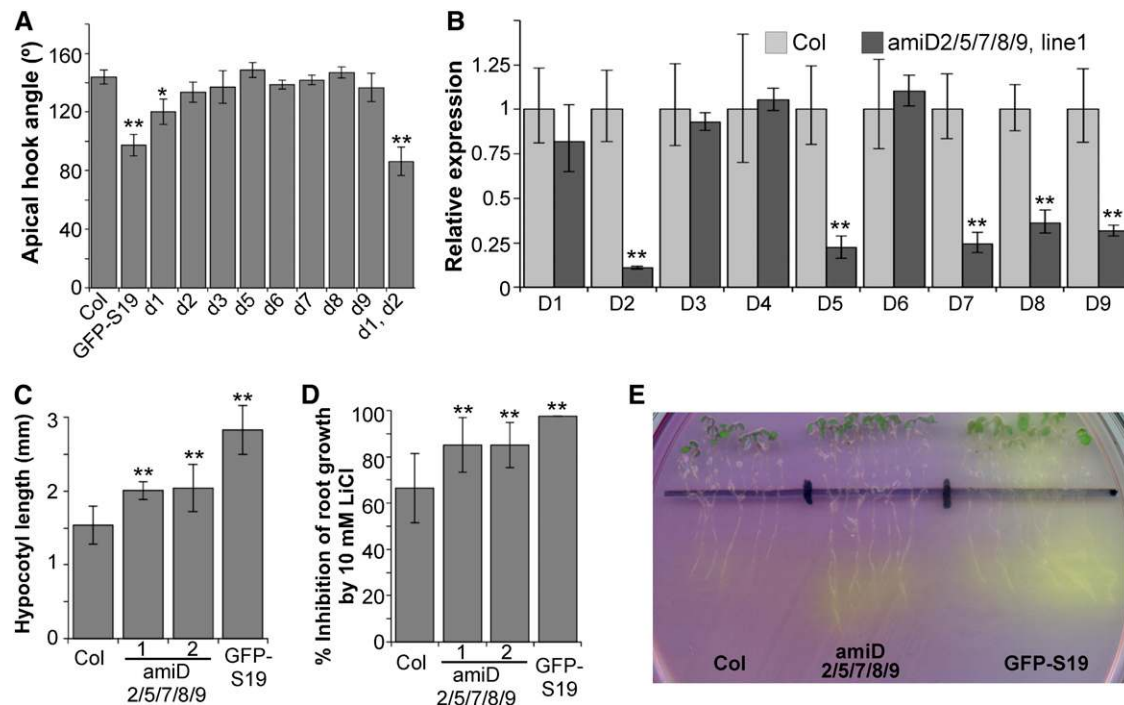 A
Apical hook angle (º)
160
120
80
40
0
**
*
**
Col
GFP-S19
d1
d2
d3
d5
d6
d7
d8
d9
d1, d2
B
Col
amiD2/5/7/8/9, line1
Relative expression
1.25
1
0.75
0.25
0
**
**
**
**
**
D1 D2 D3 D4 D5 D6 D7 D8 D9
C
Hypocotyl length (mm)
3
2
1
0
**
**
**
Col
1 2
amiD
2/5/7/8/9
GFP-
S19
D
% Inhibition of root growth
by 10 mM LiCl
100
80
60
40
20
0
**
**
**
Col
1 2
amiD
2/5/7/8/9
GFP-
S19
E
Col
amiD
2/5/7/8/9
GFP-S19